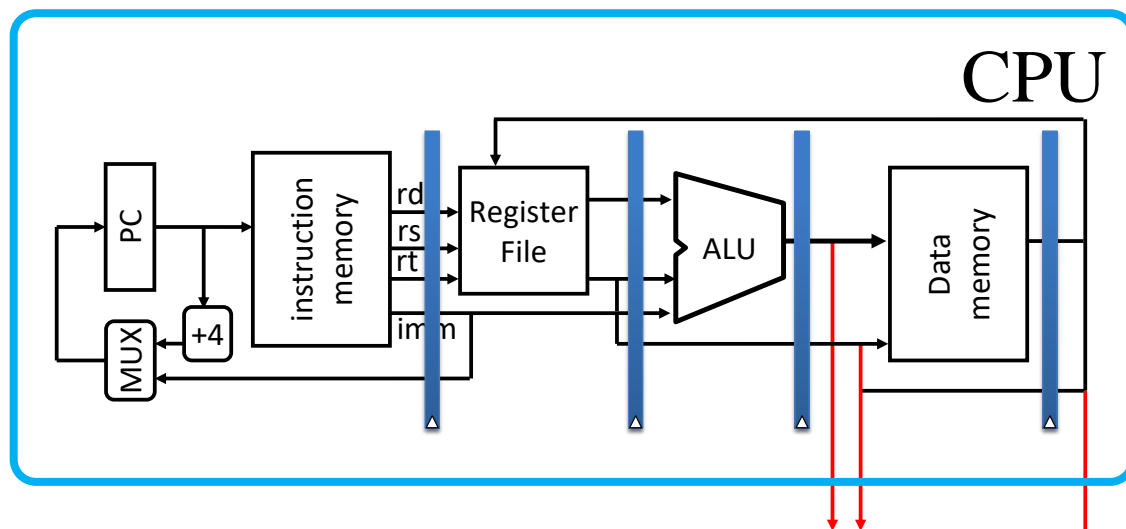 CPU
PC
instruction
memory
rd
rs
rt
imm
Register
File
ALU
Data
memory
+4
MUX